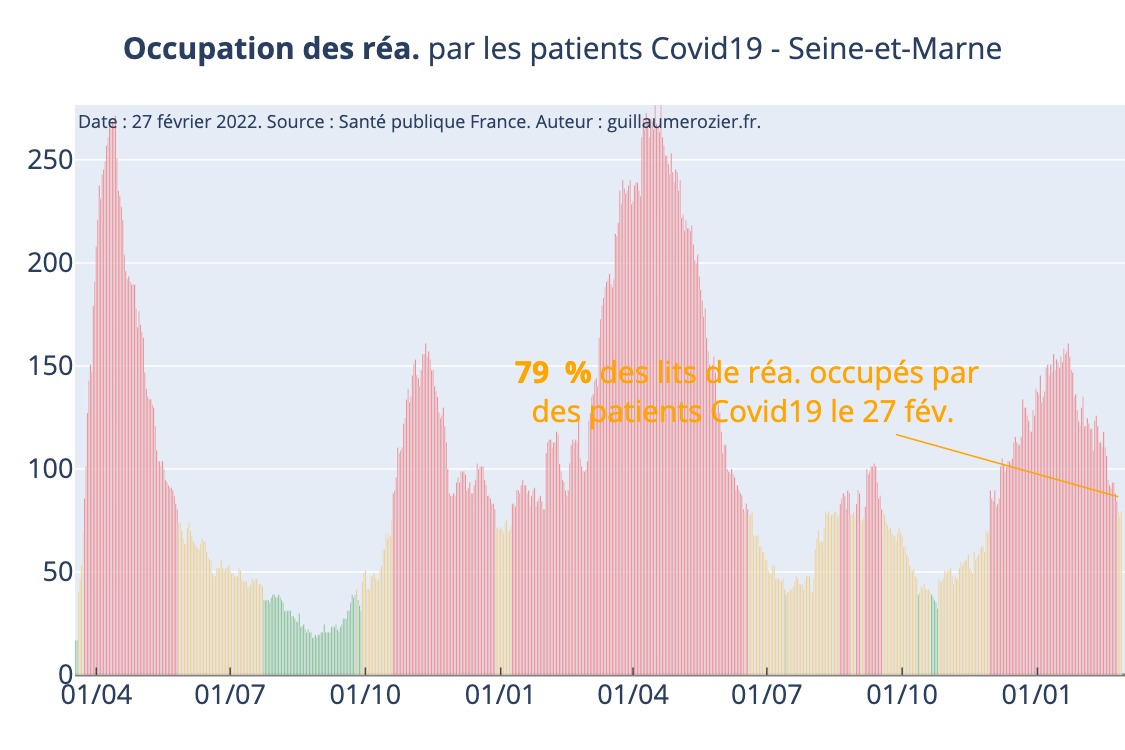 Occupation des réa. par les patients Covid19 - Seine-et-Marne
Date : 27 février 2022. Source : Santé publique France. Auteur : guillaumerozier.fr.
250
200
150
79 % des lits de réa. occupés par
des patients Covid19 le 27 fév.
100
50
0
01/04 01/07 01/10 01/01 01/04 01/07 01/10 01/01